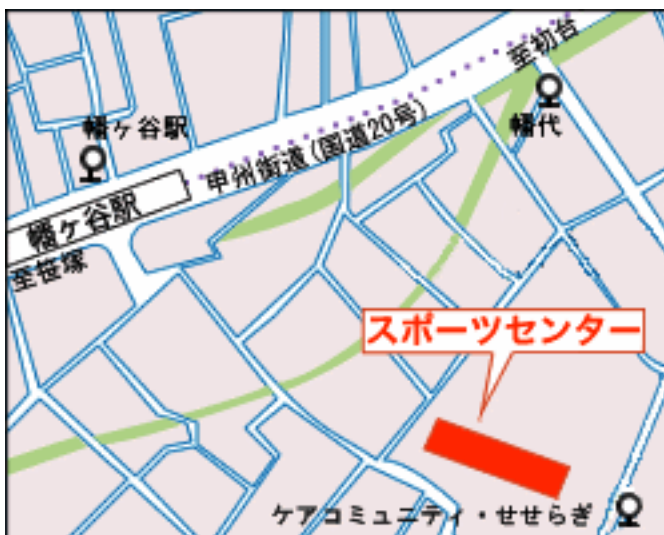 至初台
幡ヶ谷駅
幡代
甲州街道(国道20号)
幡ヶ谷駅
至笹塚
スポーツセンター
ケアコミュニティ・せせらぎ